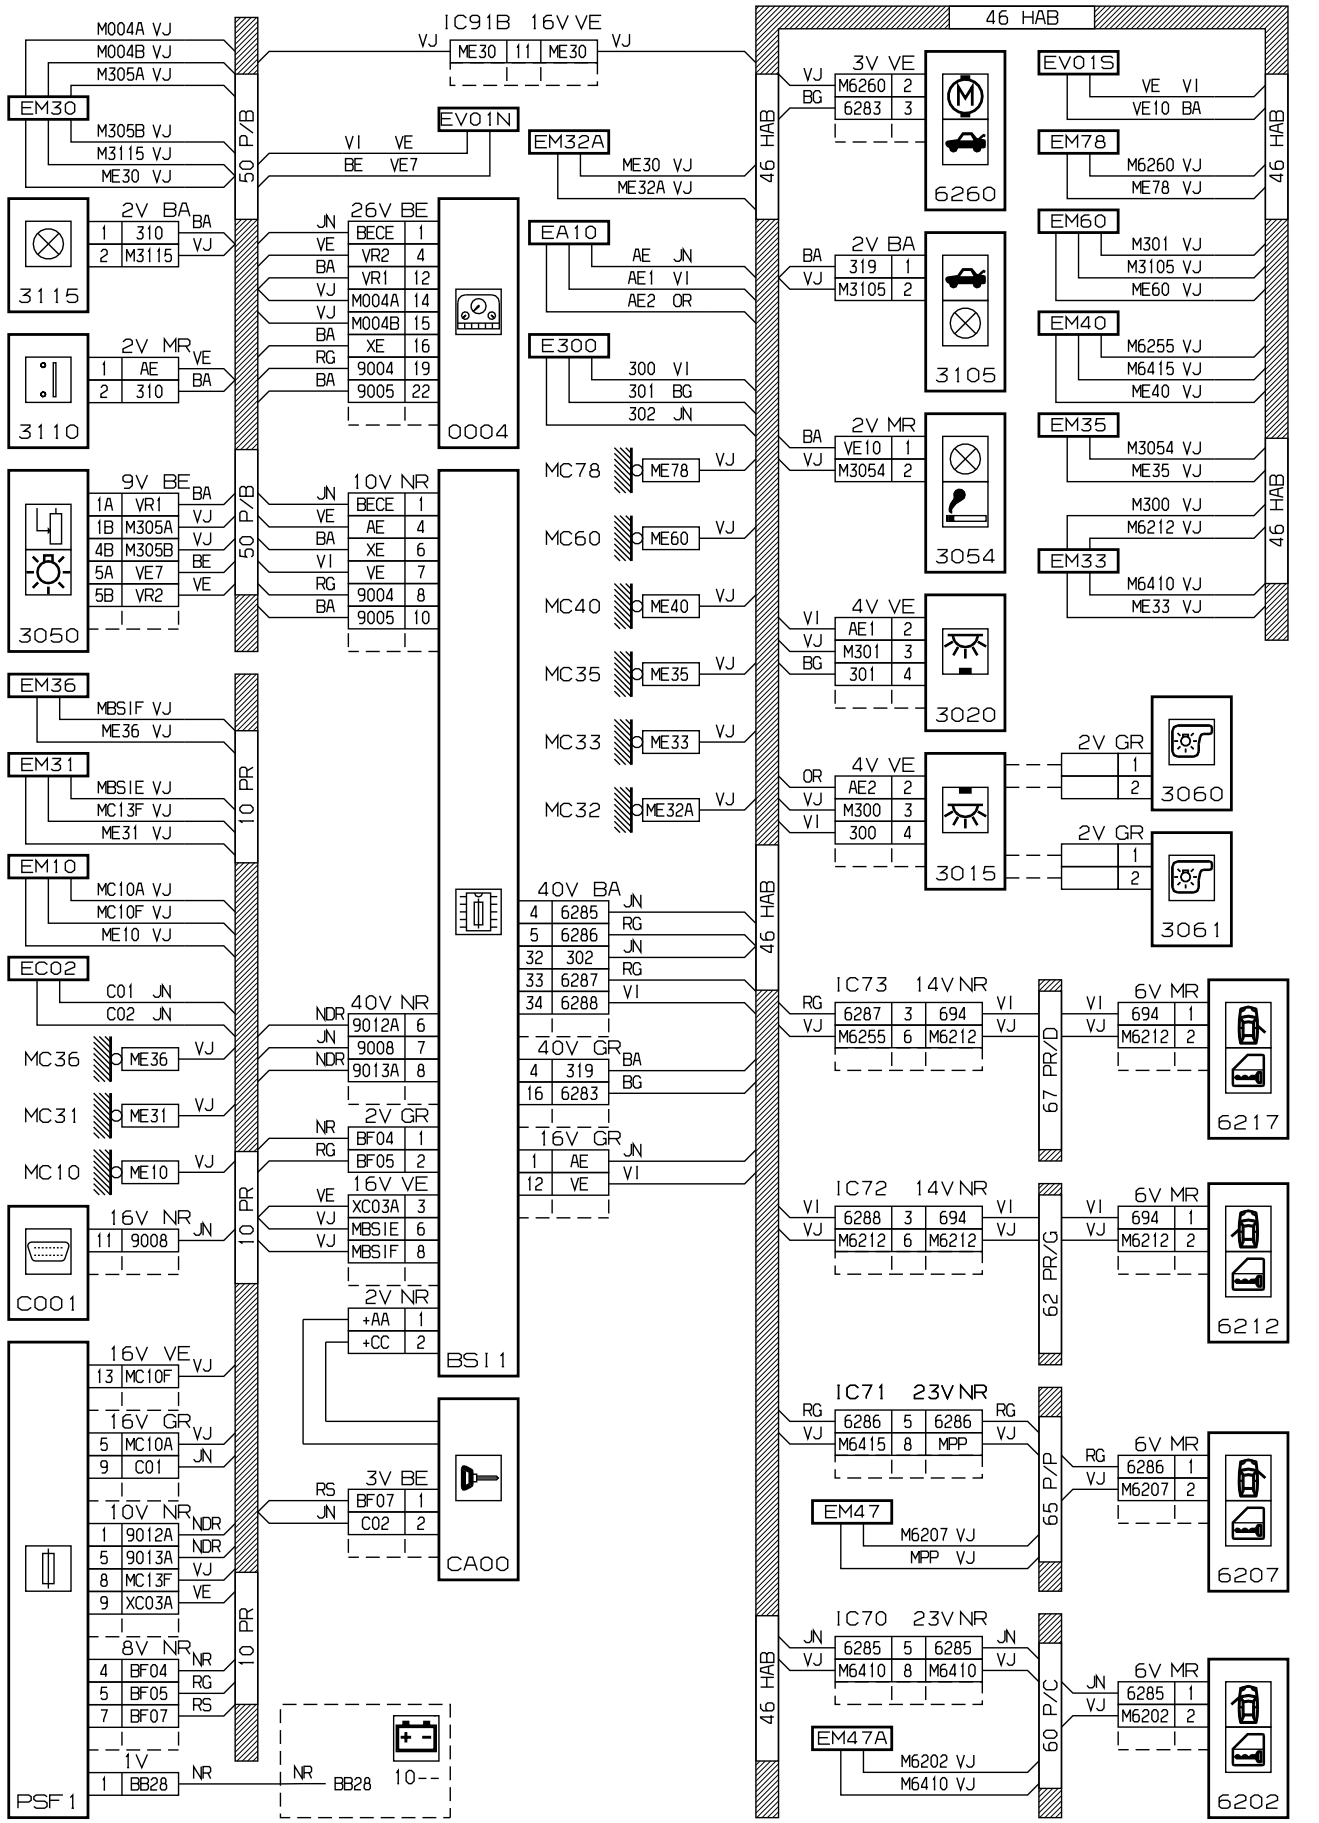 M004A VJ
M004B VJ
M305A VJ
EM30
M305B VJ
M3115 VJ
ME30 VJ
50 P/B
2V BA
1 310 BA
2 M3115 VJ
3115
2V MR
1 AE VE
2 310 BA
3110
9V BE
1A VR1 BA
1B M305A VJ
4B M305B VJ
5A VE7 BE
5B VR2 VE
3050
50 P/B
EM36
MBSIF VJ
ME36 VJ
EM31
MBSIE VJ
MC13F VJ
ME31 VJ
10 PR
EM10
MC10A VJ
MC10F VJ
ME10 VJ
EC02
C01 JN
C02 JN
MC36 ME36 VJ
MC31 ME31 VJ
MC10 ME10 VJ
10 PR
16V NR
11 9008 JN
C001
16V VE
13 MC10F VJ
16V GR
5 MC10A VJ
9 C01 JN
10V NR
1 9012A NDR
5 9013A NDR
8 MC13F VJ
9 XC03A VE
10 PR
8V NR
4 BF04 NR
5 BF05 RG
7 BF07 RS
1V
1 BB28 NR
PSF1
NR BB28
10--
IC91B 16V VE
VJ ME30 11 ME30 VJ
EV01N
VI VE
BE VE7
26V BE
JN BECE 1
VE VR2 4
BA VR1 12
VJ M004A 14
VJ M004B 15
BA XE 16
RG 9004 19
BA 9005 22
0004
10V NR
JN BECE 1
VE AE 4
BA XE 6
VI VE 7
RG 9004 8
BA 9005 10
40V NR
NDR 9012A 6
JN 9008 7
NDR 9013A 8
2V GR
NR BF04 1
RG BF05 2
16V VE
VE XC03A 3
VJ MBSIE 6
VJ MBSIF 8
2V NR
+AA 1
+CC 2
BSI1
3V BE
RS BF07 1
JN C02 2
CA00
EM32A
ME30 VJ
ME32A VJ
EA10
AE JN
AE1 VI
AE2 OR
E300
300 VI
301 BG
302 JN
MC78 ME78 VJ
MC60 ME60 VJ
MC40 ME40 VJ
MC35 ME35 VJ
MC33 ME33 VJ
MC32 ME32A VJ
40V BA
4 6285 JN
5 6286 RG
32 302 JN
33 6287 RG
34 6288 VI
40V GR
4 319 BA
16 6283 BG
16V GR
1 AE JN
12 VE VI
46 HAB
46 HAB
46 HAB
46 HAB
3V VE
VJ M6260 2
BG 6283 3
6260
2V BA
BA 319 1
VJ M3105 2
3105
2V MR
BA VE10 1
VJ M3054 2
3054
4V VE
VI AE1 2
VJ M301 3
BG 301 4
3020
4V VE
OR AE2 2
VJ M300 3
VI 300 4
3015
EV01S
VE VI
VE10 BA
46 HAB
EM78
M6260 VJ
ME78 VJ
EM60
M301 VJ
M3105 VJ
ME60 VJ
EM40
M6255 VJ
M6415 VJ
ME40 VJ
EM35
M3054 VJ
ME35 VJ
46 HAB
M300 VJ
M6212 VJ
EM33
M6410 VJ
ME33 VJ
2V GR
1
2
3060
2V GR
1
2
3061
IC73 14V NR
RG 6287 3 694 VI
VJ M6255 6 M6212 VJ
67 PR/D
6V MR
VI 694 1
VJ M6212 2
6217
IC72 14V NR
VI 6288 3 694 VI
VJ M6212 6 M6212 VJ
62 PR/G
6V MR
VI 694 1
VJ M6212 2
6212
IC71 23V NR
RG 6286 5 6286 RG
VJ M6415 8 MPP VJ
EM47
M6207 VJ
MPP VJ
65 P/P
6V MR
RG 6286 1
VJ M6207 2
6207
IC70 23V NR
JN 6285 5 6285 JN
VJ M6410 8 M6410 VJ
EM47A
M6202 VJ
M6410 VJ
60 P/C
6V MR
JN 6285 1
VJ M6202 2
6202